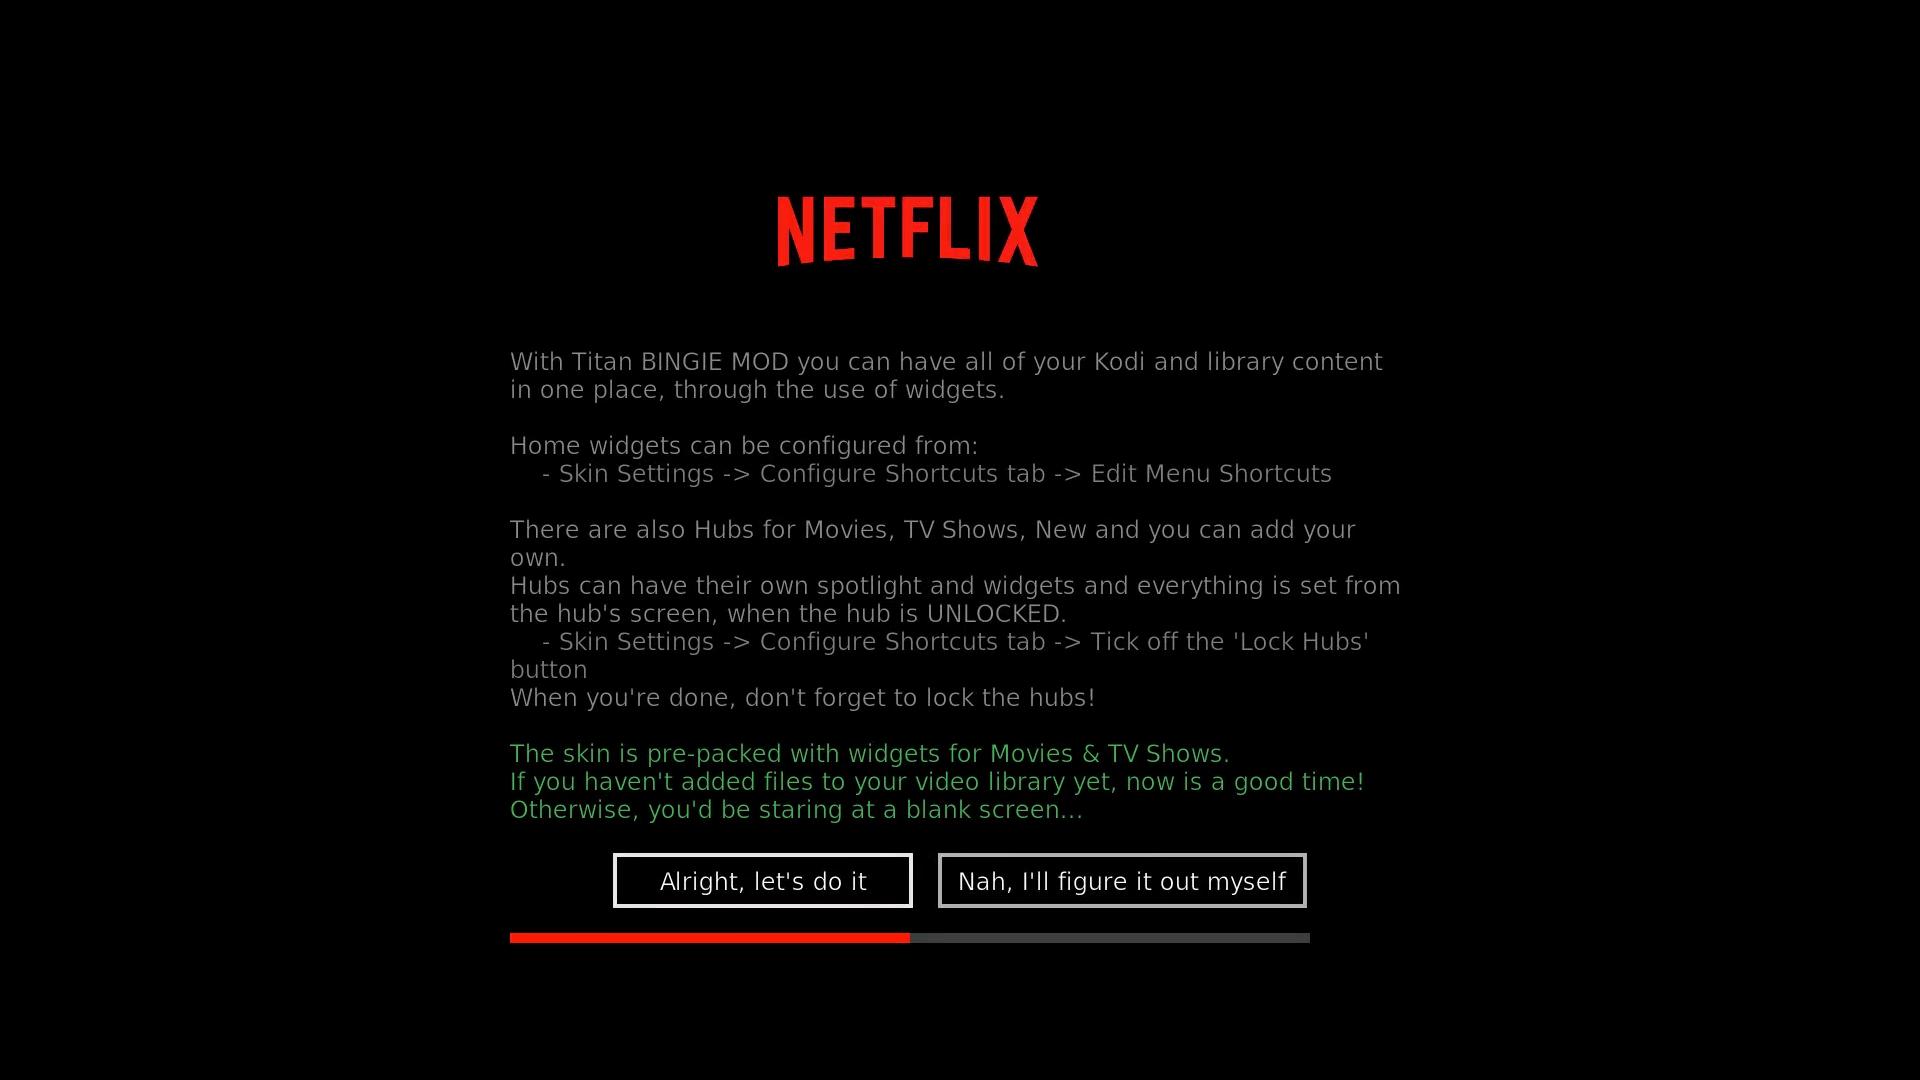 NETFLIX
With Titan BINGIE MOD you can have all of your Kodi and library content
in one place, through the use of widgets.
Home widgets can be configured from:
- Skin Settings -> Configure Shortcuts tab -> Edit Menu Shortcuts
There are also Hubs for Movies, TV Shows, New and you can add your
own.
Hubs can have their own spotlight and widgets and everything is set from
the hub's screen, when the hub is UNLOCKED.
- Skin Settings -> Configure Shortcuts tab -> Tick off the 'Lock Hubs'
button
When you're done, don't forget to lock the hubs!
The skin is pre-packed with widgets for Movies & TV Shows.
If you haven't added files to your video library yet, now is a good time!
Otherwise, you'd be staring at a blank screen...
Alright, let's do it
Nah, I'll figure it out myself